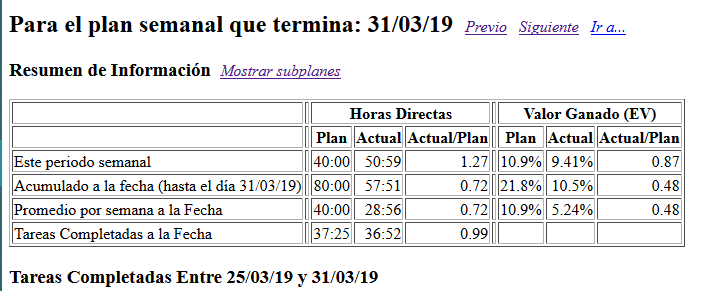 Para el plan semanal que termina: 31/03/19 Previo Siguiente Ir a...
Resumen de Información Mostrar subplanes
Horas Directas Valor Ganado (EV)
Plan Actual Actual/Plan Plan Actual Actual/Plan
Este periodo semanal 40:00 50:59 1.27 10.9% 9.41% 0.87
Acumulado a la fecha (hasta el día 31/03/19) 80:00 57:51 0.72 21.8% 10.5% 0.48
Promedio por semana a la Fecha 40:00 28:56 0.72 10.9% 5.24% 0.48
Tareas Completadas a la Fecha 37:25 36:52 0.99
Tareas Completadas Entre 25/03/19 y 31/03/19